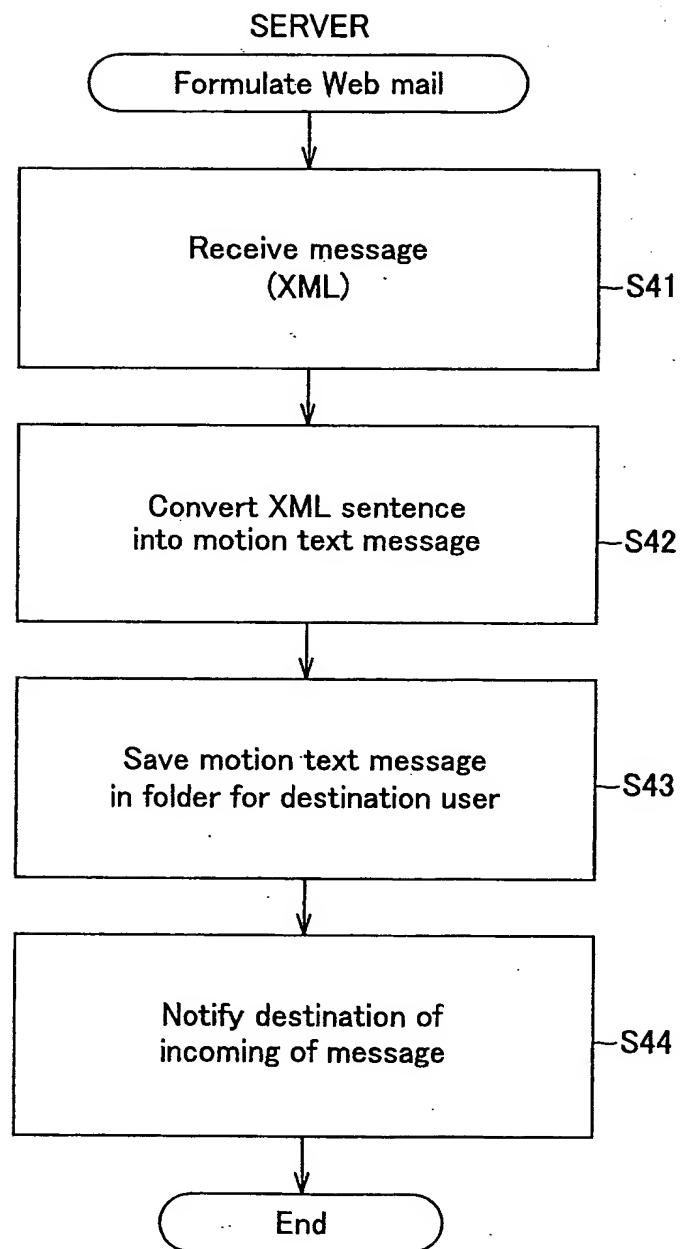 SERVER
Formulate Web mail
Receive message
(XML)
S41
Convert XML sentence
into motion text message
S42
Save motion text message
in folder for destination user
S43
Notify destination of
incoming of message
S44
End